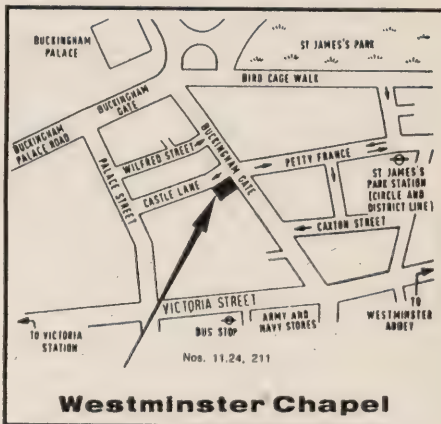 BUCKINGHAM
PALACE
ST JAMES'S PARK
BIRD CAGE WALK
BUCKINGHAM
GATE
BUCKINGHAM
PALACE ROAD
BUCKINGHAM GATE
WILFRED STREET
PETTY FRANCE
PALACE STREET
CASTLE LANE
ST JAMES'S
PARK STATION
(CIRCLE AND
DISTRICT LINE)
CAXTON STREET
VICTORIA STREET
TO VICTORIA
STATION
BUS STOP
ARMY AND
NAVY STORES
TO
WESTMINSTER
ABBEY
Nos. 11.24, 211
Westminster Chapel